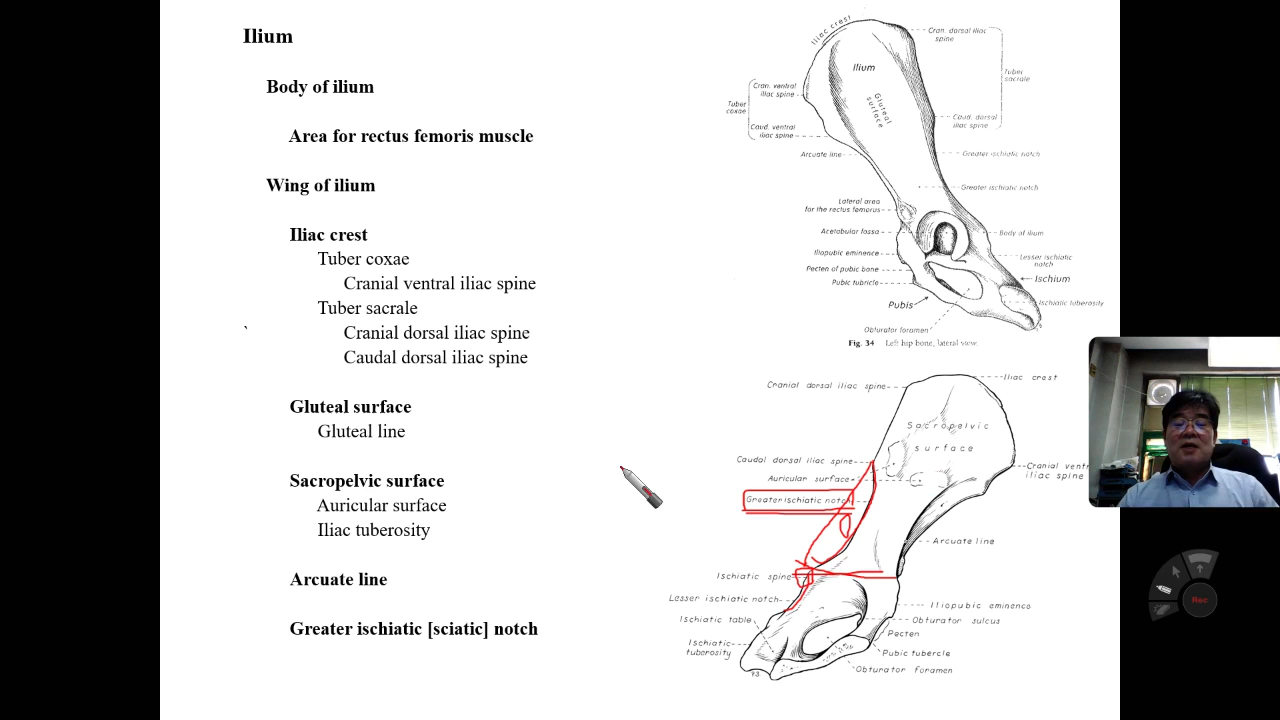 Ilium
Body of ilium
Area for rectus femoris muscle
Wing of ilium
Iliac crest
Tuber coxae
Cranial ventral iliac spine
Tuber sacrale
`
Cranial dorsal iliac spine
Caudal dorsal iliac spine
Gluteal surface
Gluteal line
Sacropelvic surface
Auricular surface
Iliac tuberosity
Arcuate line
Greater ischiatic [sciatic] notch
Iliac crest
Cran. dorsal iliac
spine
Ilium
Tuber
sacrale
Cran. ventral
iliac spine
Gluteal
surface
Tuber
coxae
Caud. dorsal
iliac spine
Caud. ventral
iliac spine
Arcuate line
Greater ischiatic notch
Greater ischiatic notch
Lateral area
for the rectus femorus
Acetabular fossa
Body of ilium
Iliopubic eminence
Lesser ischiatic
notch
Pecten of pubic bone
Ischium
Pubic tubricle
Pubis
Ischiatic tuberosity
Obturator foramen
Fig. 34 Left hip bone, lateral view.
Iliac crest
Cranial dorsal iliac spine
Sacropelvic
surface
Caudal dorsal iliac spine
Cranial ventr
iliac spine
Auricular surface
Greater ischiatic notch
Arcuate line
Ischiatic spine
Lesser ischiatic notch
Iliopubic eminence
Ischiatic table
Obturator sulcus
Pecten
Ischiatic
tuberosity
Pubic tubercle
Obturator foramen
Rec